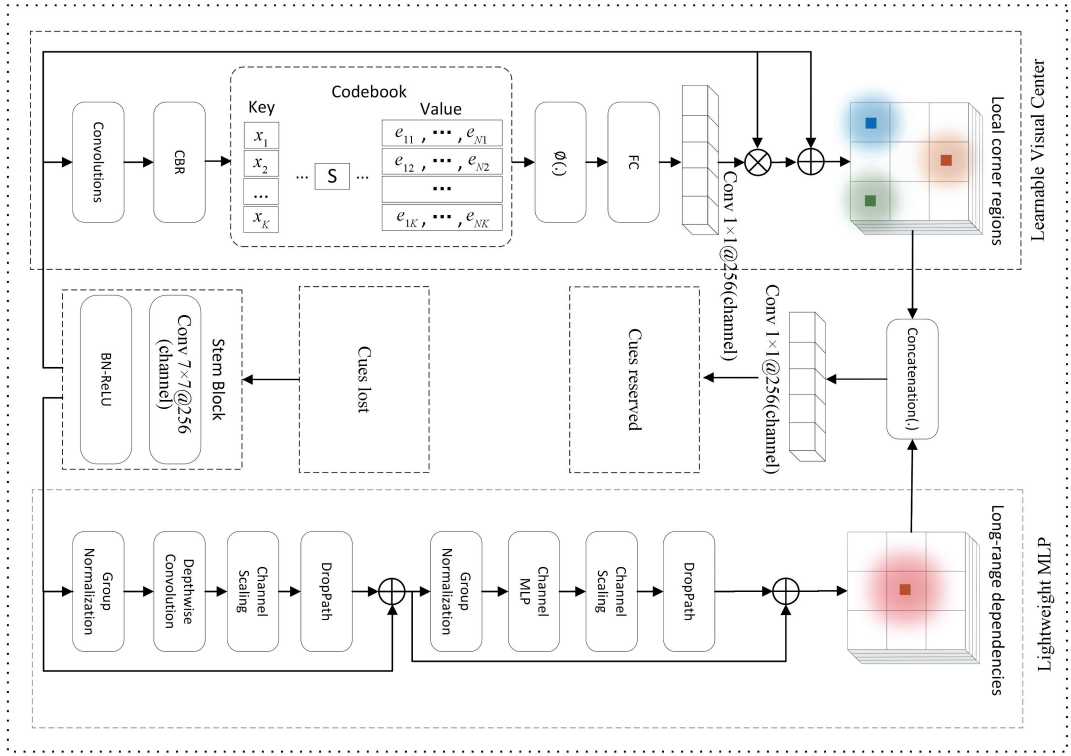 Learnable Visual Center
Convolutions
CBR
Codebook
Key
Value
x1
x2
...
xK
... S ...
e11 , ··· , eN1
e12 , ··· , eN2
...
e1K , ··· , eNK
Ø(.)
FC
Conv 1×1@256(channel)
Local corner regions
Stem Block
Conv 7×7@256
(channel)
BN-ReLU
Cues lost
Cues reserved
Conv 1×1@256(channel)
Concatenation(.)
Group
Normalization
Depthwise
Convolution
Channel
Scaling
DropPath
Group
Normalization
Channel
MLP
Channel
Scaling
DropPath
Long-range dependencies
Lightweight MLP